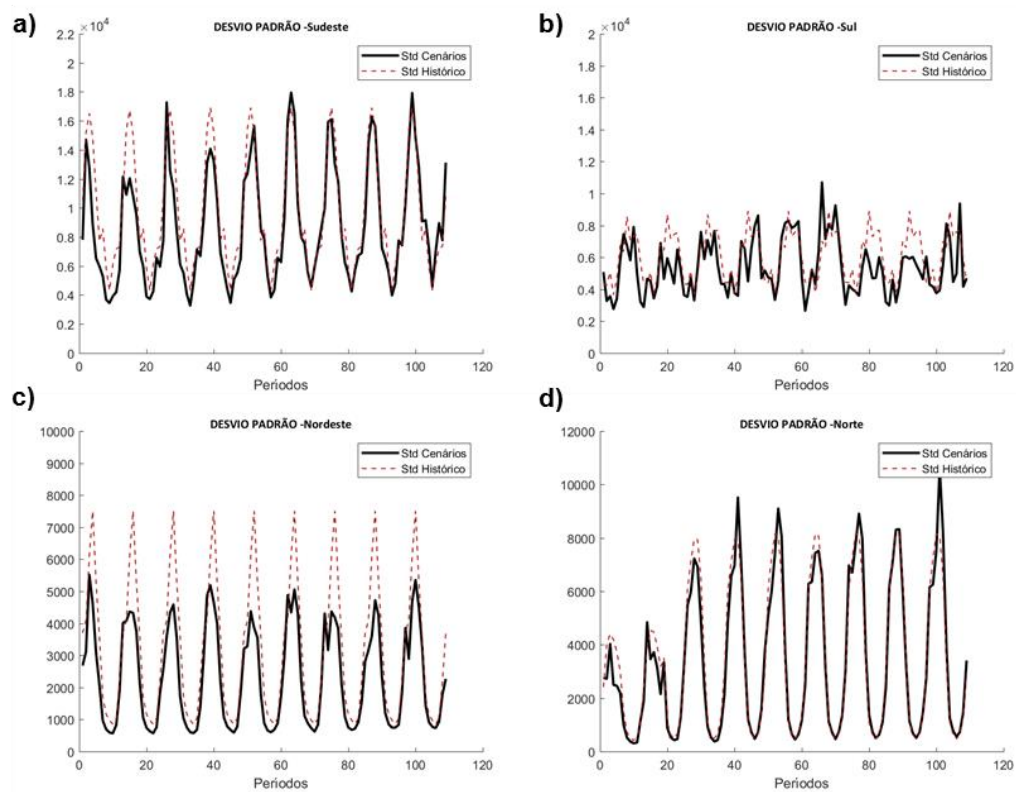 a)
×10⁴
DESVIO PADRÃO -Sudeste
2.2
2
1.8
1.6
1.4
1.2
1
0.8
0.6
0.4
0.2
0
Std Cenários
Std Histórico
0 20 40 60 80 100 120
Períodos
b)
×10⁴
DESVIO PADRÃO -Sul
2
2
1.8
1.6
1.4
1.2
1
0.8
0.6
0.4
0.2
0
Std Cenários
Std Histórico
0 20 40 60 80 100 120
Períodos
c)
DESVIO PADRÃO -Nordeste
10000
9000
8000
7000
6000
5000
4000
3000
2000
1000
0
Std Cenários
Std Histórico
0 20 40 60 80 100 120
Períodos
d)
DESVIO PADRÃO -Norte
12000
10000
8000
6000
4000
2000
0
Std Cenários
Std Histórico
0 20 40 60 80 100 120
Períodos